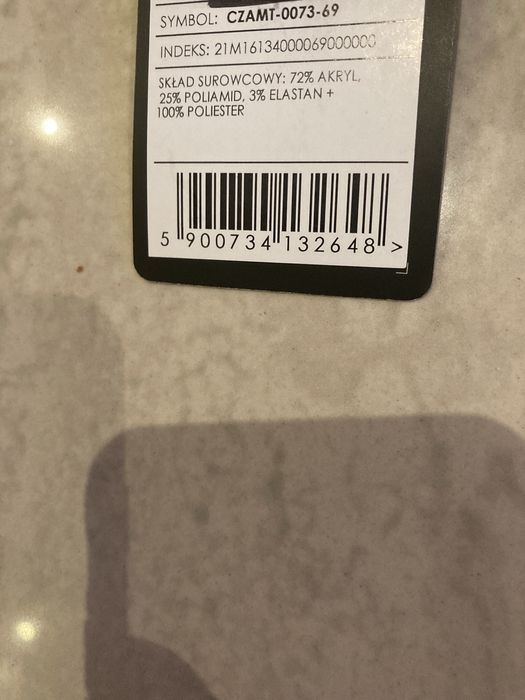 SYMBOL: CZAMT-0073-69
INDEKS: 21M16134000069000000
SKŁAD SUROWCOWY: 72% AKRYL,
25% POLIAMID, 3% ELASTAN +
100% POLIESTER
5 900734 132648 >